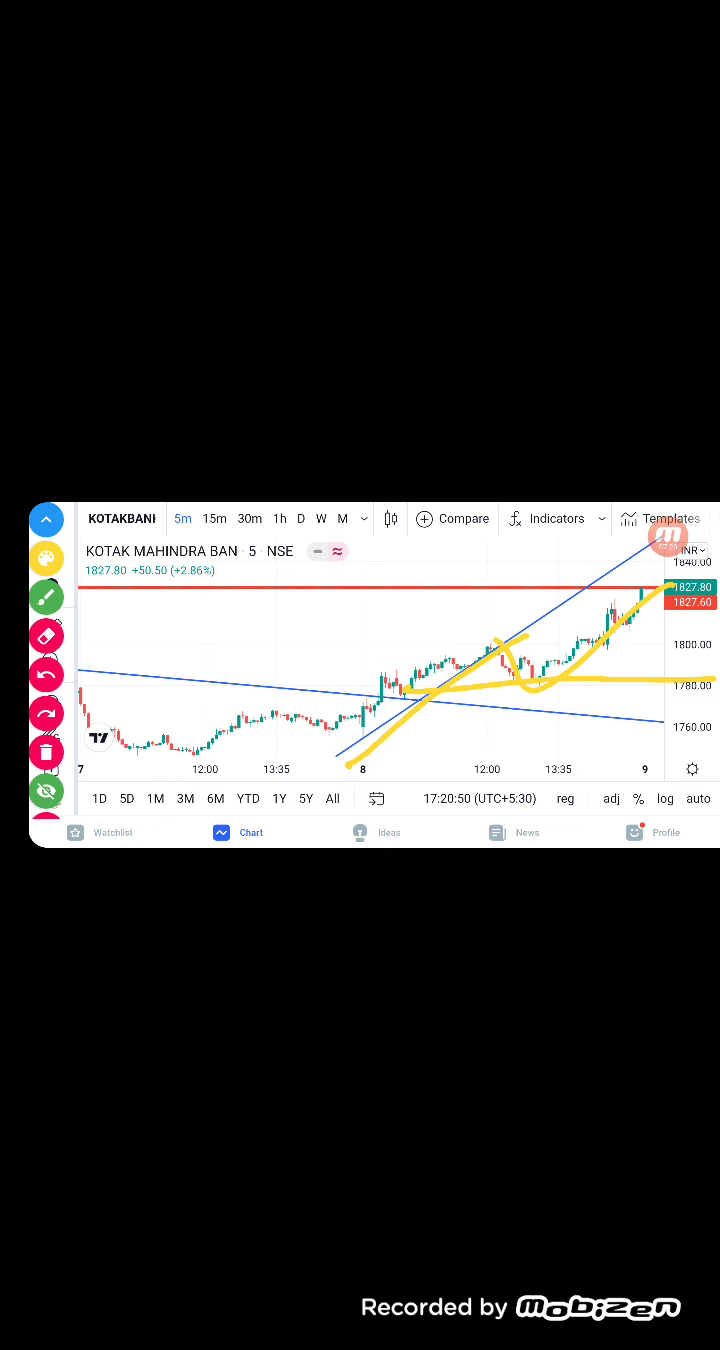 KOTAKBANK 5m 15m 30m 1h D W M Compare Indicators Templates
KOTAK MAHINDRA BAN · 5 · NSE
INR
07:20
1827.80 +50.50 (+2.86%)
1840.00
1827.80
1827.60
1800.00
1780.00
1760.00
7 12:00 13:35 8 12:00 13:35 9
1D 5D 1M 3M 6M YTD 1Y 5Y All 17:20:50 (UTC+5:30) reg adj % log auto
Watchlist Chart Ideas News Profile
Recorded by mobizen